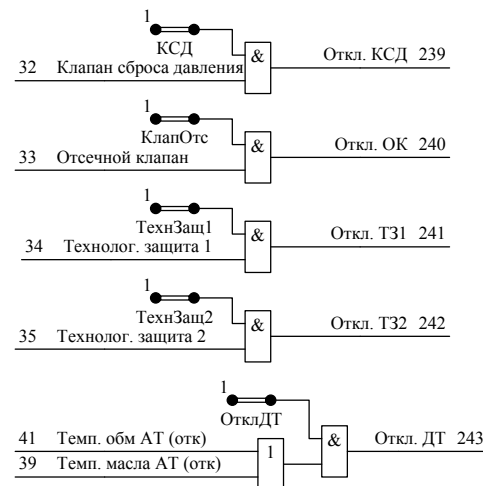 1
КСД
32 Клапан сброса давления & Откл. КСД 239
1
КлапОтс
33 Отсечной клапан & Откл. ОК 240
1
ТехнЗащ1
34 Технолог. защита 1 & Откл. ТЗ1 241
1
ТехнЗащ2
35 Технолог. защита 2 & Откл. ТЗ2 242
1
ОтклДТ
41 Темп. обм АТ (отк) 1 & Откл. ДТ 243
39 Темп. масла АТ (отк)